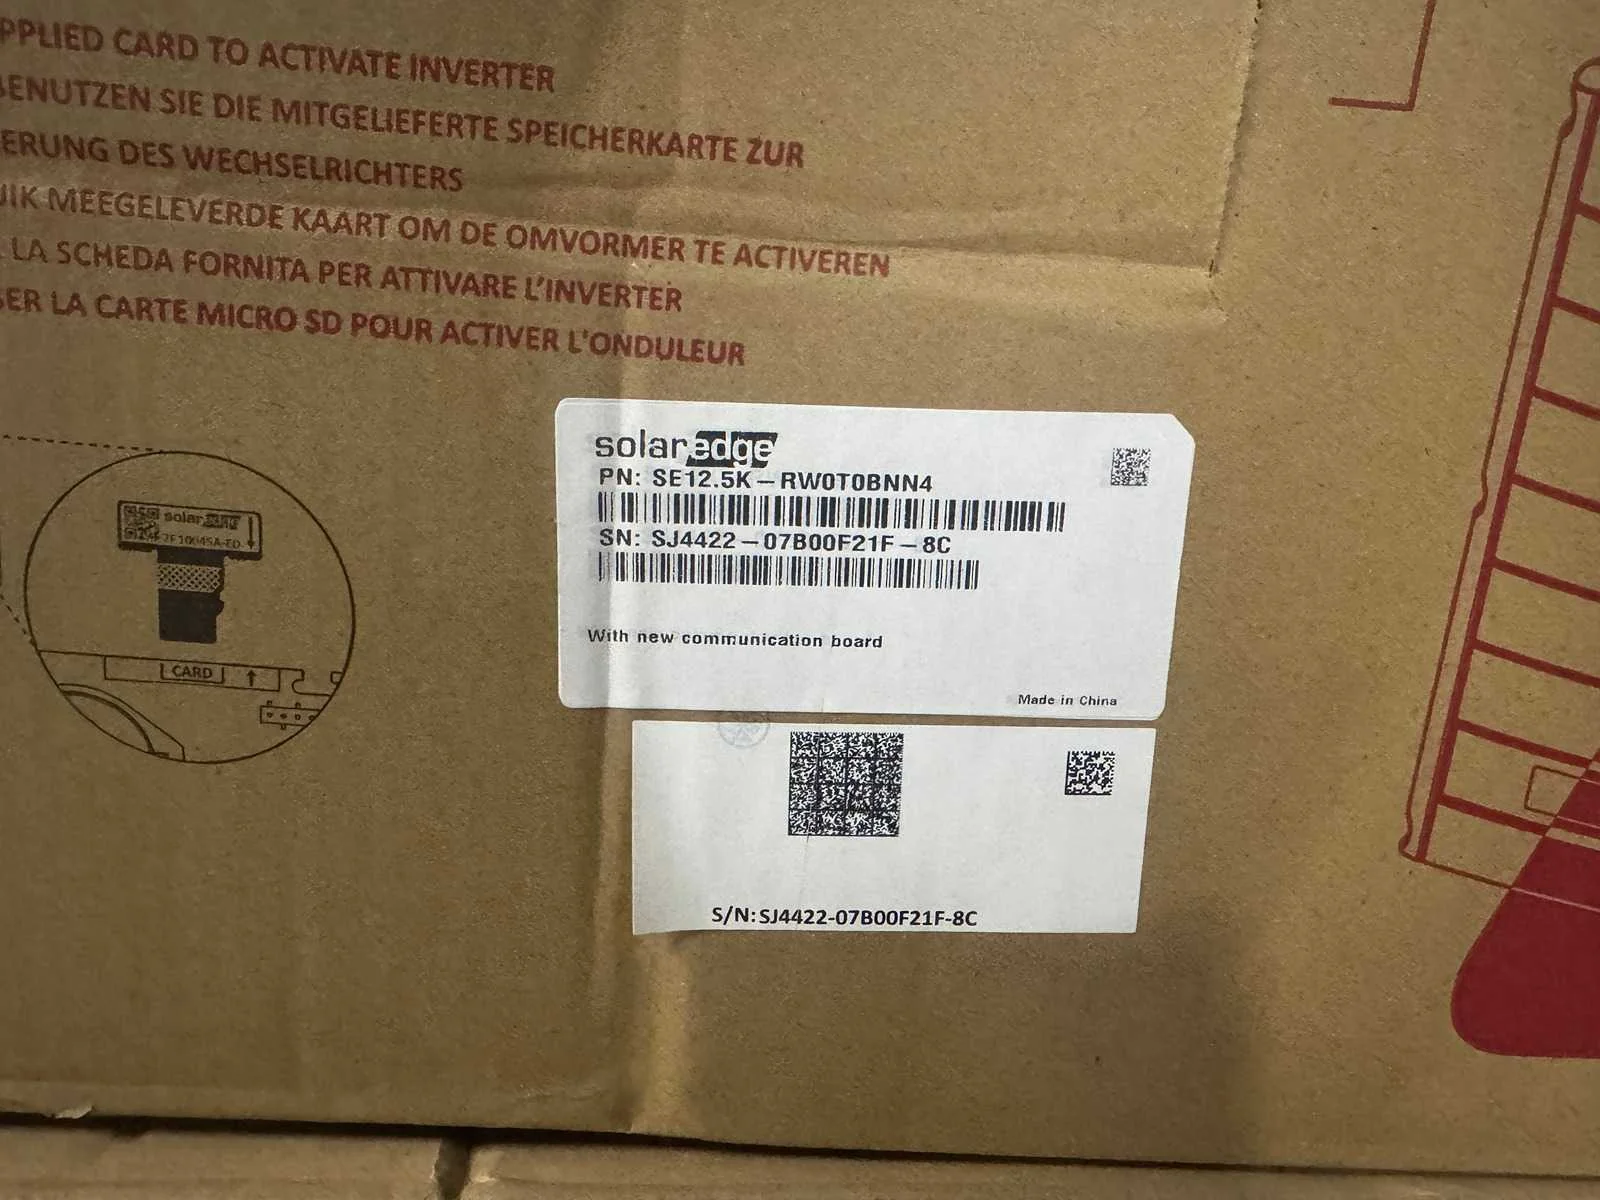 PPLIED CARD TO ACTIVATE INVERTER
BENUTZEN SIE DIE MITGELIEFERTE SPEICHERKARTE ZUR
ERUNG DES WECHSELRICHTERS
UIK MEEGELEVERDE KAART OM DE OMVORMER TE ACTIVEREN
LA SCHEDA FORNITA PER ATTIVARE L'INVERTER
SER LA CARTE MICRO SD POUR ACTIVER L'ONDULEUR
solaredge
PN: SE12.5K-RW0T0BNN4
SN: SJ4422-07B00F21F-8C
With new communication board
Made in China
S/N:SJ4422-07B00F21F-8C
solaredge
CARD